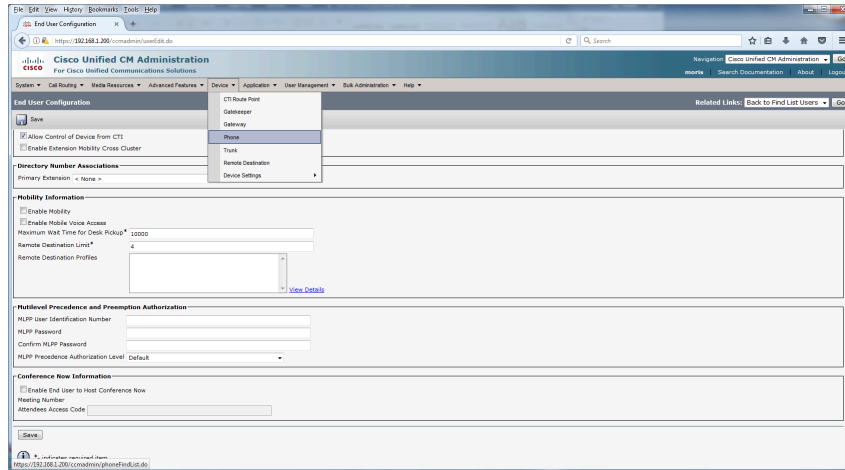 File Edit View History Bookmarks Tools Help
End User Configuration × +
https://192.168.1.200/ccmadmin/userEdit.do
Search
CISCO
Cisco Unified CM Administration
For Cisco Unified Communications Solutions
Navigation Cisco Unified CM Administration Go
moris Search Documentation About Logou
System Call Routing Media Resources Advanced Features Device Application User Management Bulk Administration Help
End User Configuration
Related Links: Back to Find List Users Go
Save
CTI Route Point
Gatekeeper
Gateway
Phone
Trunk
Remote Destination
Device Settings
Allow Control of Device from CTI
Enable Extension Mobility Cross Cluster
Directory Number Associations
Primary Extension < None >
Mobility Information
Enable Mobility
Enable Mobile Voice Access
Maximum Wait Time for Desk Pickup* 10000
Remote Destination Limit* 4
Remote Destination Profiles
View Details
Mutilevel Precedence and Preemption Authorization
MLPP User Identification Number
MLPP Password
Confirm MLPP Password
MLPP Precedence Authorization Level Default
Conference Now Information
Enable End User to Host Conference Now
Meeting Number
Attendees Access Code
Save
*- indicates required item
https://192.168.1.200/ccmadmin/phoneFindList.do